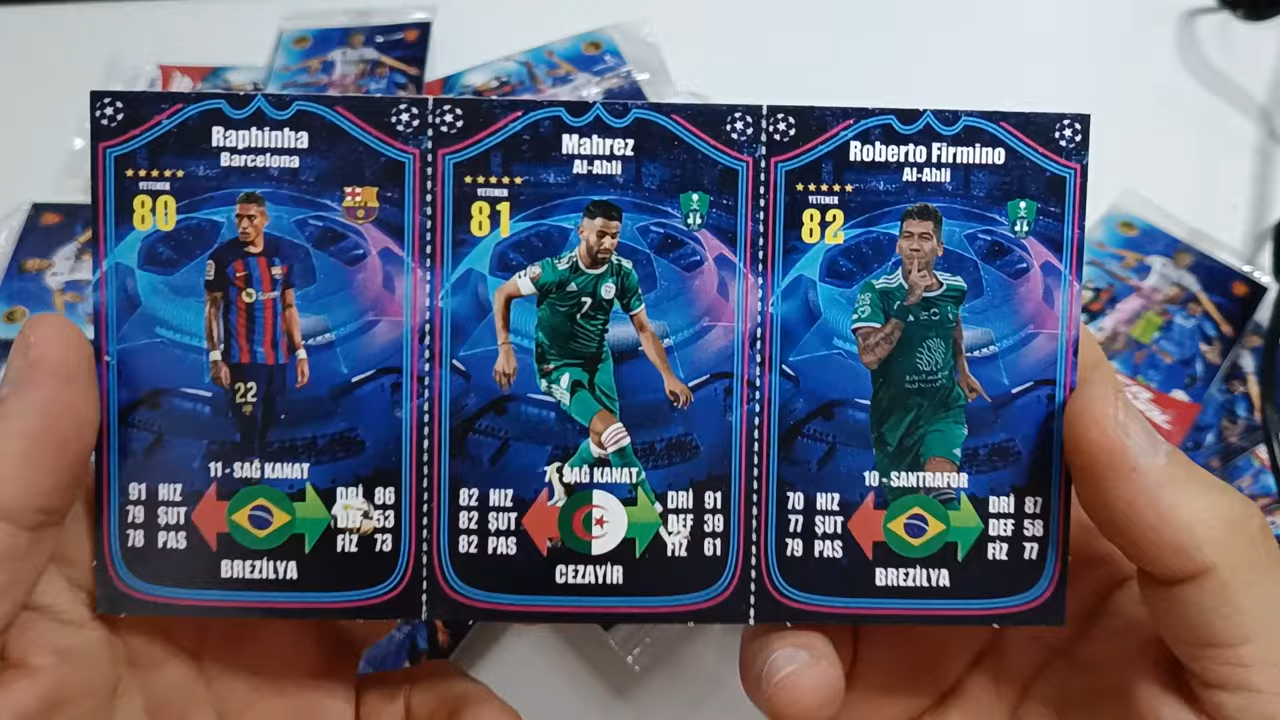 Raphinha
Barcelona
YETENEK
80
22
11 - SAĞ KANAT
91 HIZ
79 ŞUT
78 PAS
DRİ 86
DEF 53
FİZ 73
BREZİLYA
Mahrez
Al-Ahli
YETENEK
81
7
7 - SAĞ KANAT
82 HIZ
82 ŞUT
82 PAS
DRİ 91
DEF 39
FİZ 61
CEZAYİR
Roberto Firmino
Al-Ahli
YETENEK
82
10 - SANTRAFOR
70 HIZ
77 ŞUT
79 PAS
DRİ 87
DEF 58
FİZ 77
BREZİLYA